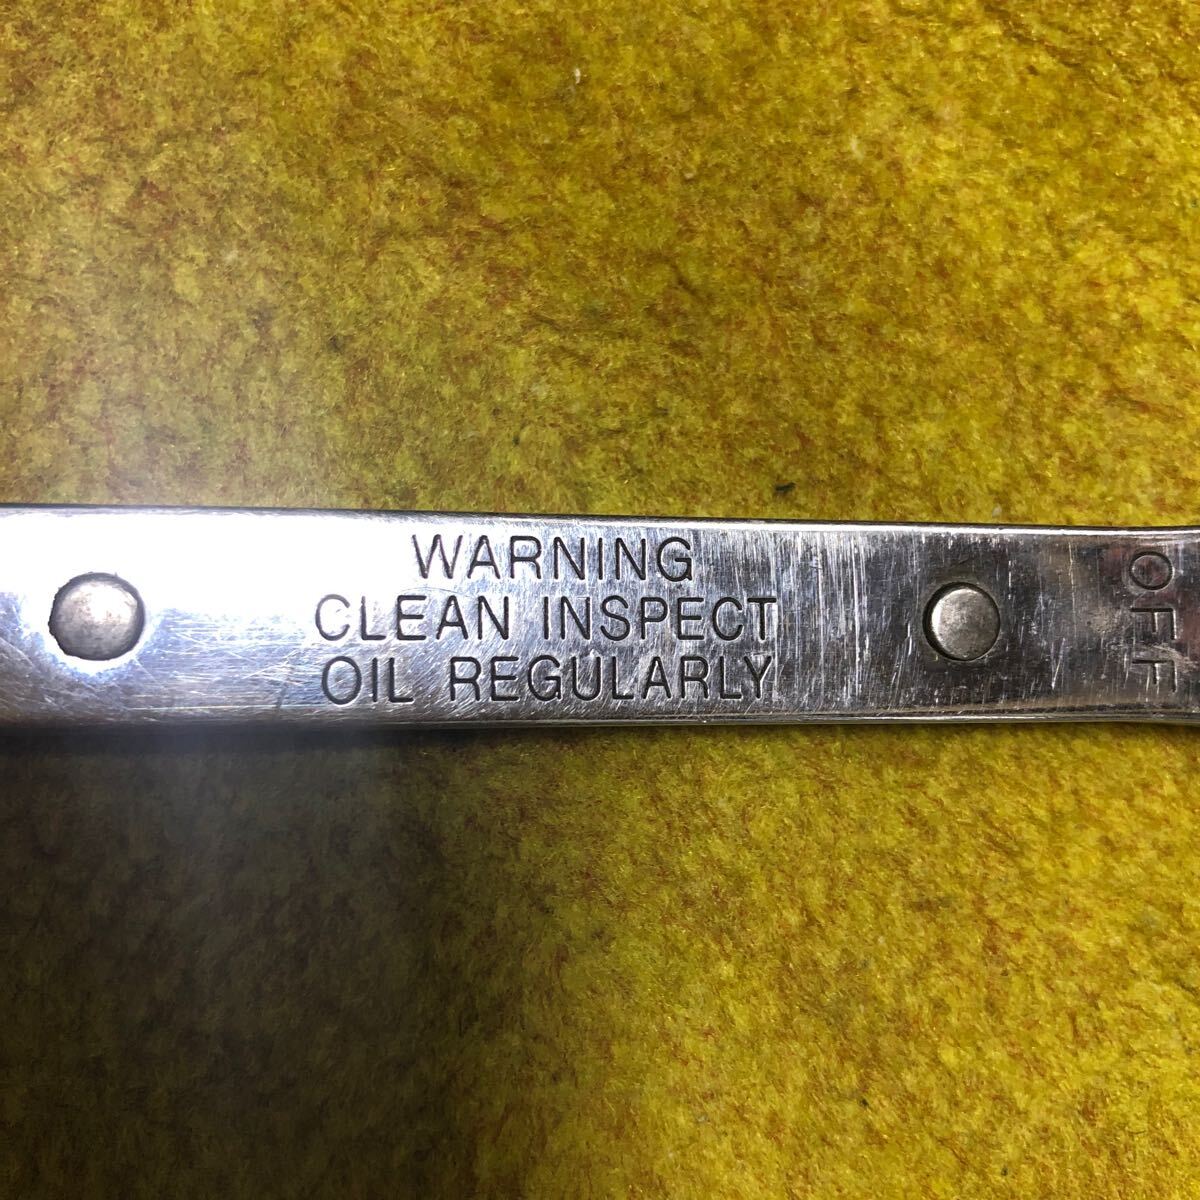 WARNING
CLEAN INSPECT
OIL REGULARLY
OFF